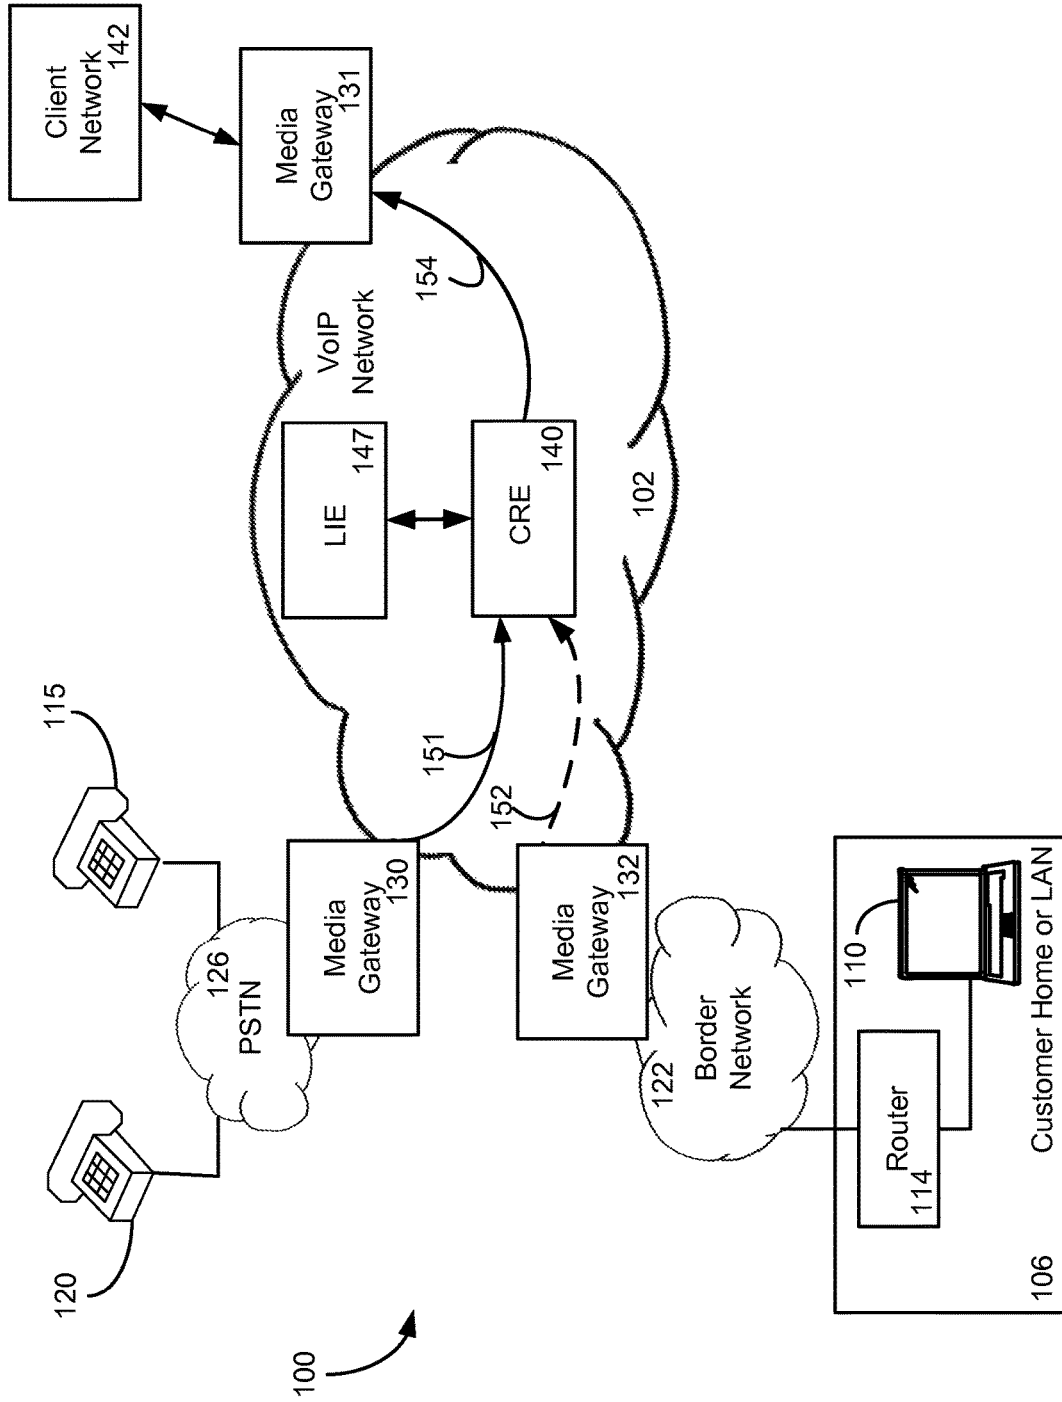 100
120
115
PSTN
126
Media
Gateway
130
Media
Gateway
132
122
Border
Network
Router
114
110
106
Customer Home or LAN
151
152
LIE
147
CRE
140
VoIP
Network
102
154
Media
Gateway
131
Client
Network
142